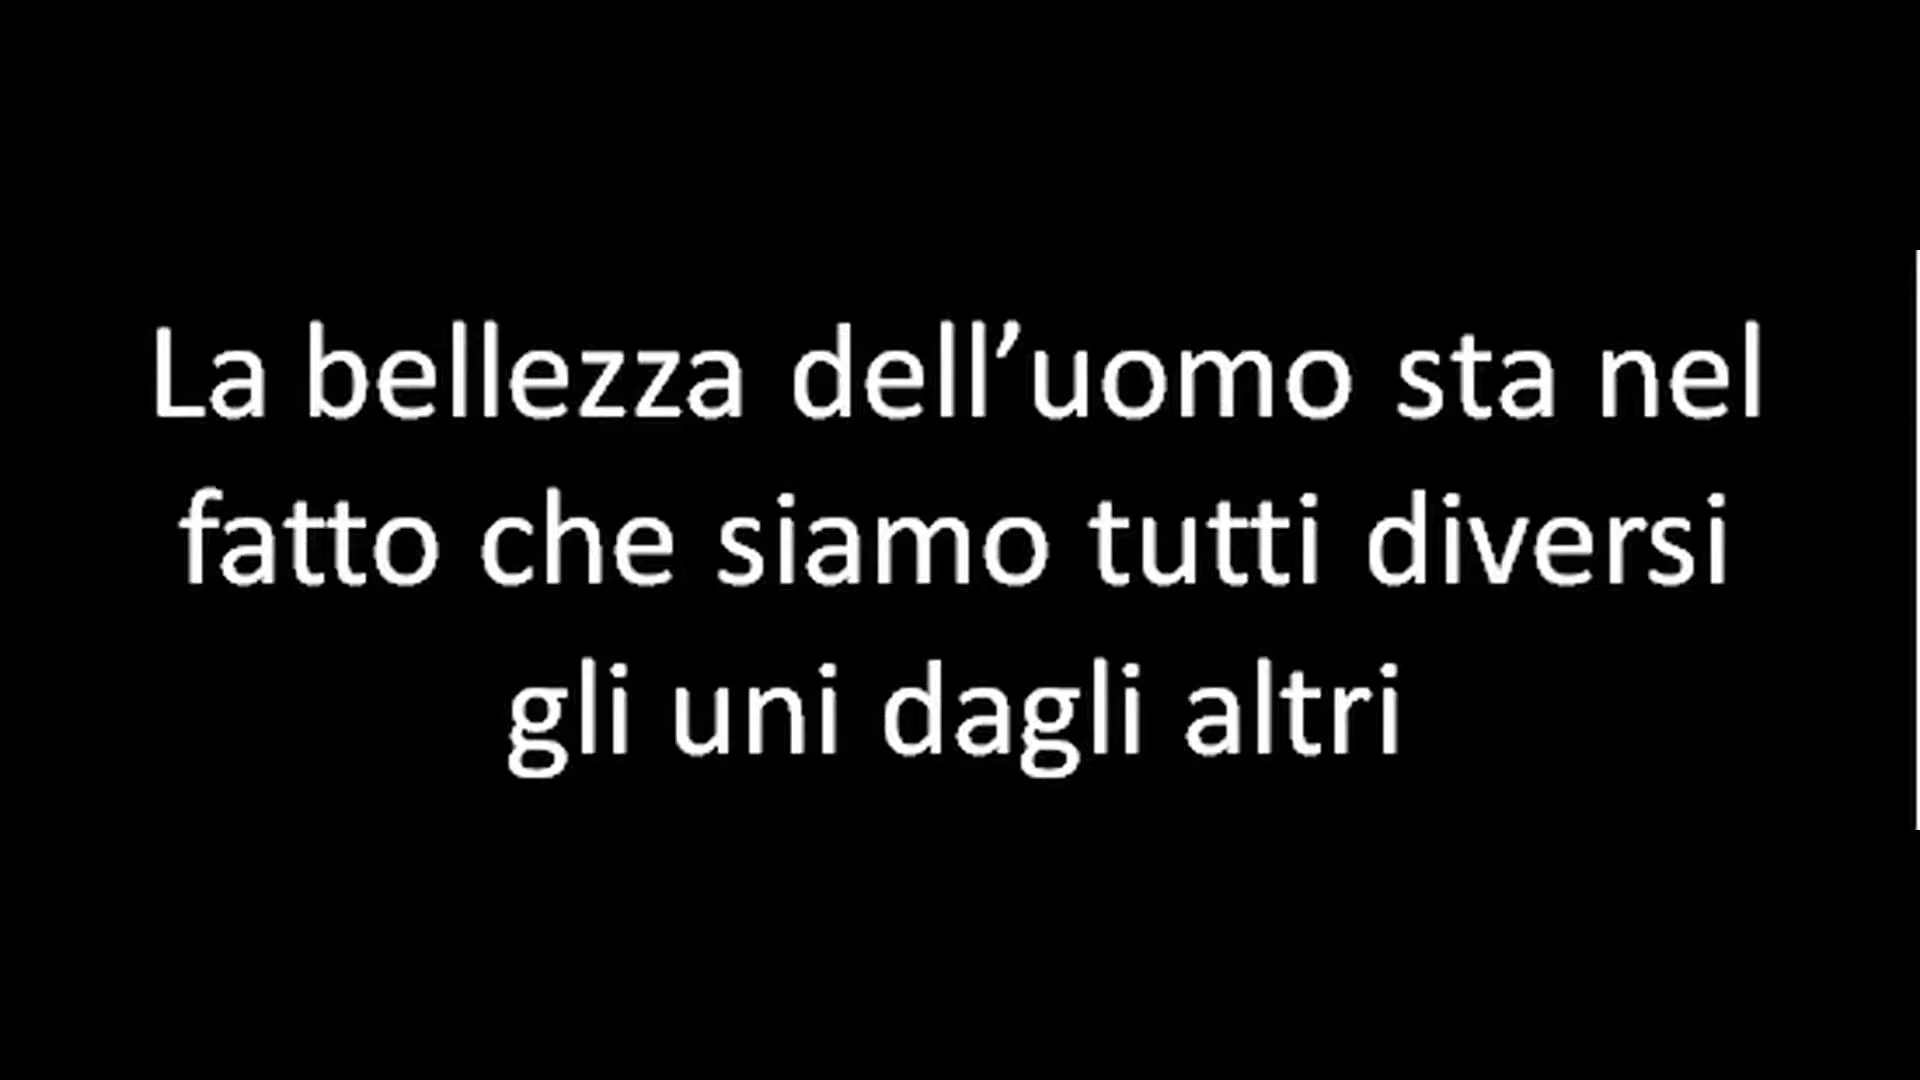 La bellezza dell’uomo sta nel
fatto che siamo tutti diversi
gli uni dagli altri